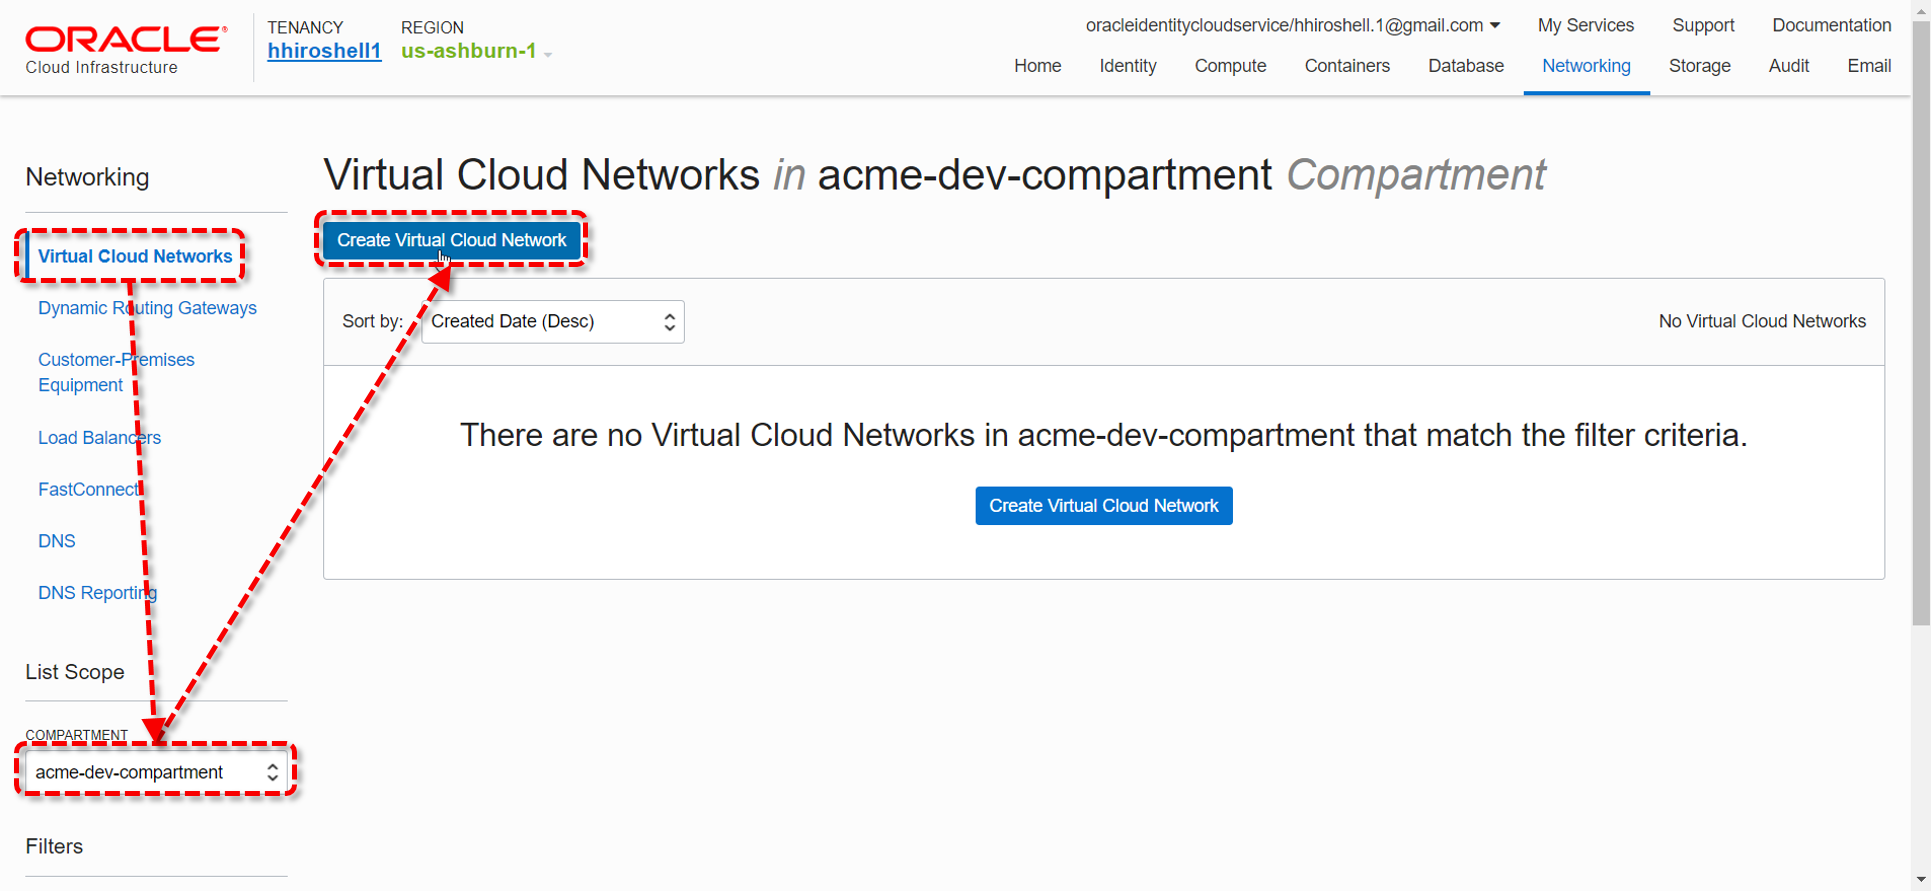 ORACLE
Cloud Infrastructure
TENANCY
hhiroshell1
REGION
us-ashburn-1
oracleidentitycloudservice/hhiroshell.1@gmail.com
My Services
Support
Documentation
Home
Identity
Compute
Containers
Database
Networking
Storage
Audit
Email
Networking
Virtual Cloud Networks
Dynamic Routing Gateways
Customer-Premises
Equipment
Load Balancers
FastConnect
DNS
DNS Reporting
List Scope
COMPARTMENT
acme-dev-compartment
Filters
Virtual Cloud Networks in acme-dev-compartment Compartment
Create Virtual Cloud Network
Sort by:
Created Date (Desc)
No Virtual Cloud Networks
There are no Virtual Cloud Networks in acme-dev-compartment that match the filter criteria.
Create Virtual Cloud Network